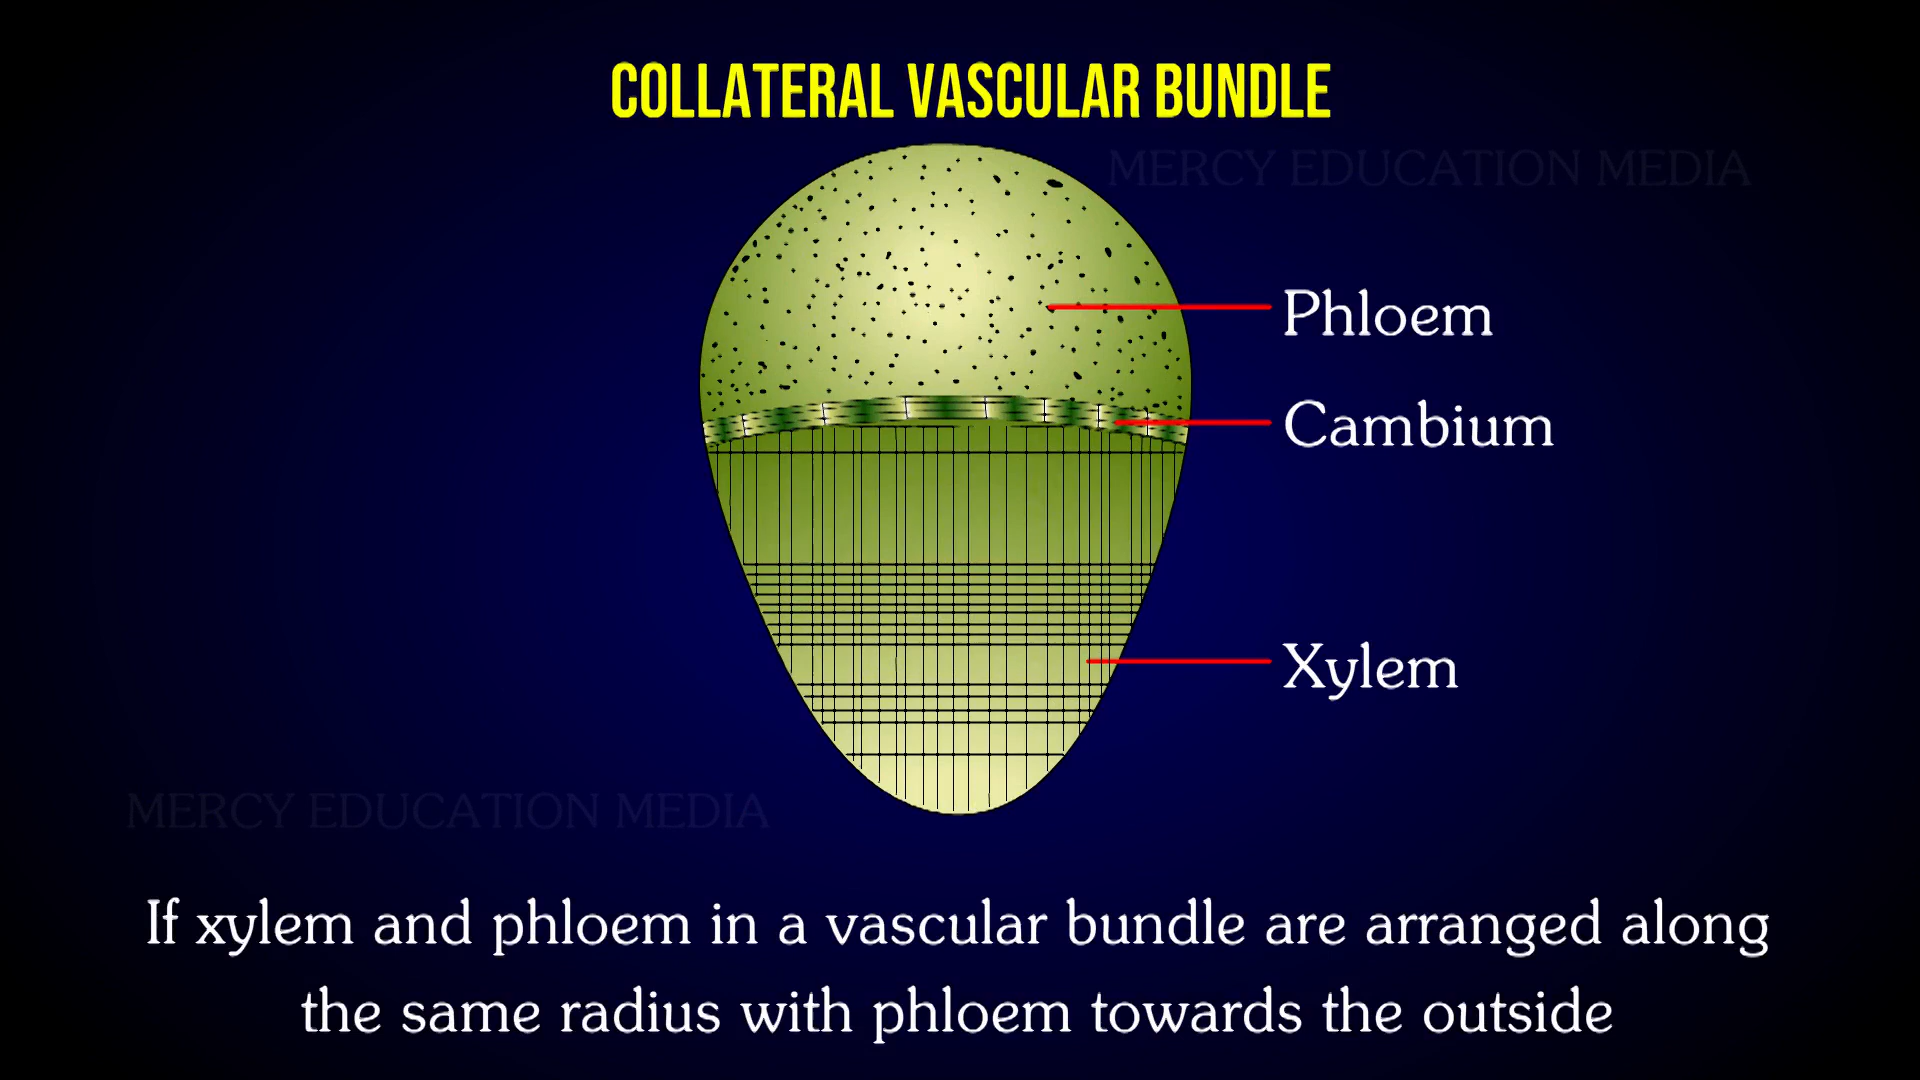 COLLATERAL VASCULAR BUNDLE
MERCY EDUCATION MEDIA
Phloem
Cambium
Xylem
MERCY EDUCATION MEDIA
If xylem and phloem in a vascular bundle are arranged along
the same radius with phloem towards the outside